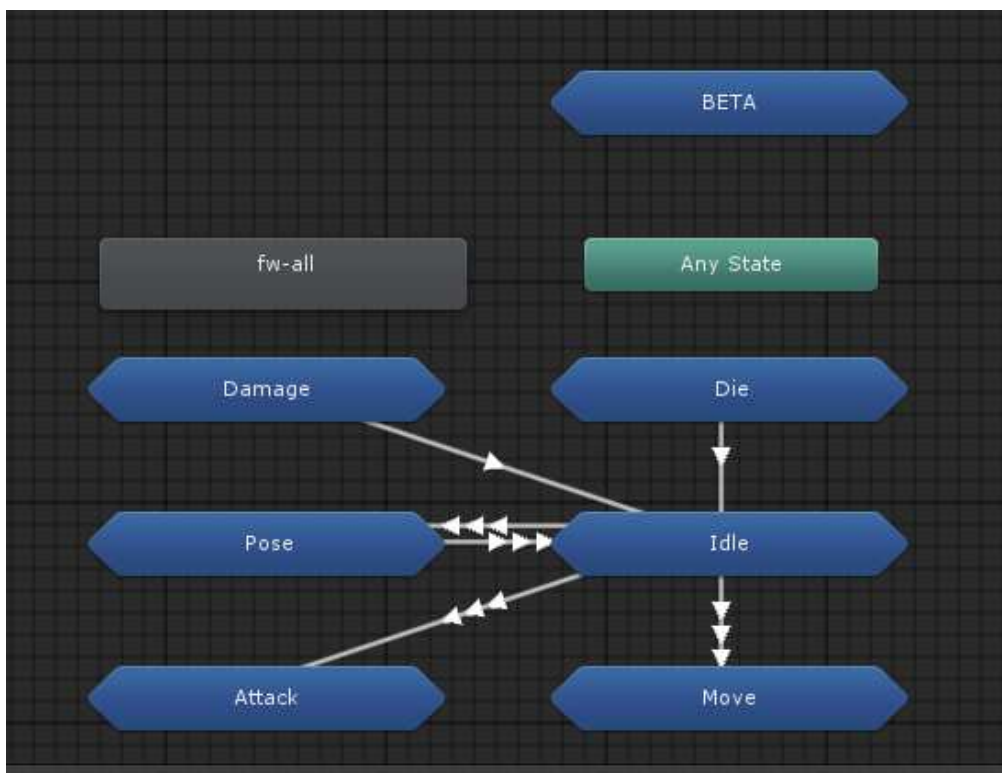 BETA
fw-all
Any State
Damage
Die
Pose
Idle
Attack
Move